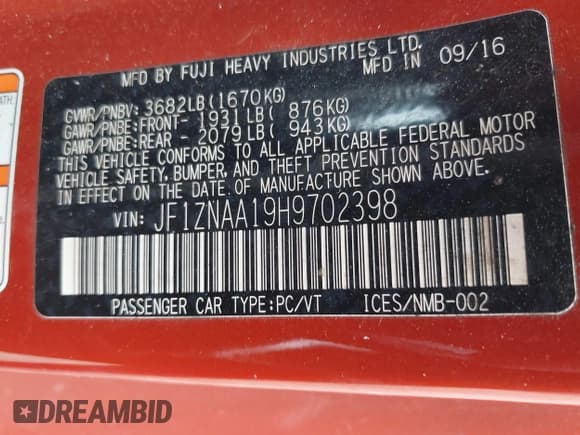 MFD BY FUJI HEAVY INDUSTRIES LTD.
MFD IN 09/16
GVWR/PNBV: 3682LB(1670KG)
GAWR/PNBE:FRONT- 1931LB( 876KG)
GAWR/PNBE:REAR - 2079LB( 943KG)
THIS VEHICLE CONFORMS TO ALL APPLICABLE FEDERAL MOTOR
VEHICLE SAFETY, BUMPER, AND THEFT PREVENTION STANDARDS
IN EFFECT ON THE DATE OF MANUFACTURE SHOWN ABOVE.
VIN: JF1ZNAA19H9702398
PASSENGER CAR TYPE:PC/VT ICES/NMB-002
DREAMBID